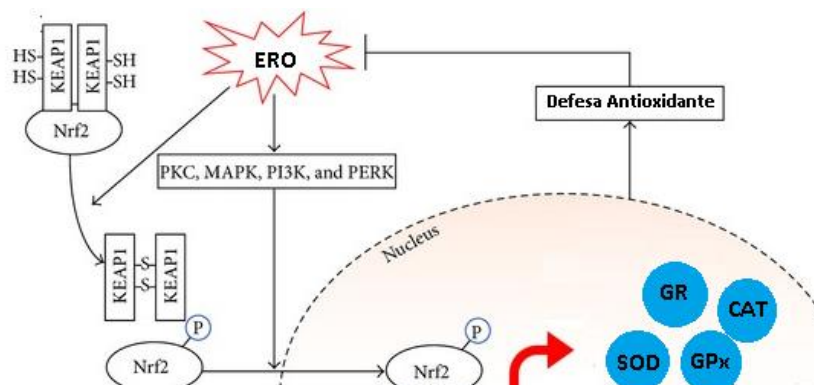 HS-
HS-
KEAP1
KEAP1
-SH
-SH
Nrf2
ERO
Defesa Antioxidante
PKC, MAPK, PI3K, and PERK
Nucleus
KEAP1
-S-
-S-
KEAP1
P
Nrf2
P
Nrf2
GR
CAT
SOD
GPx